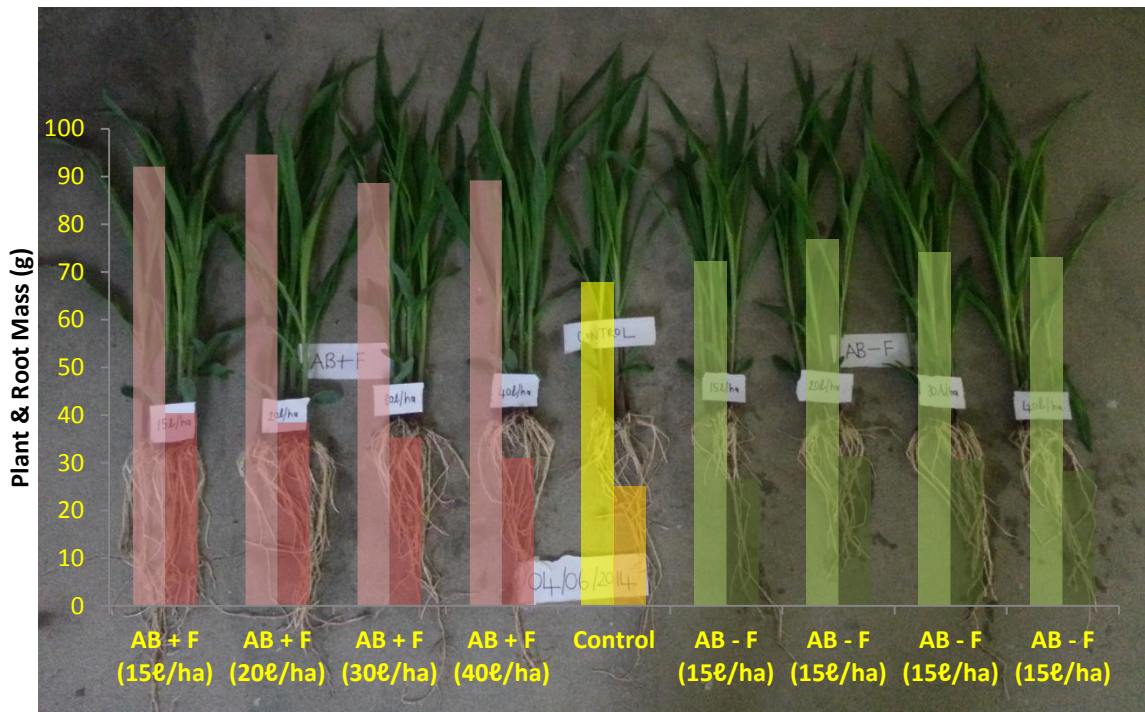 Plant & Root Mass (g)
100
90
80
70
60
50
40
30
20
10
0
AB+F
CONTROL
AB-F
15ℓ/ha
20ℓ/ha
30ℓ/ha
40ℓ/ha
15ℓ/ha
20ℓ/ha
30ℓ/ha
40ℓ/ha
04/06/2014
AB + F
(15ℓ/ha)
AB + F
(20ℓ/ha)
AB + F
(30ℓ/ha)
AB + F
(40ℓ/ha)
Control
AB - F
(15ℓ/ha)
AB - F
(15ℓ/ha)
AB - F
(15ℓ/ha)
AB - F
(15ℓ/ha)